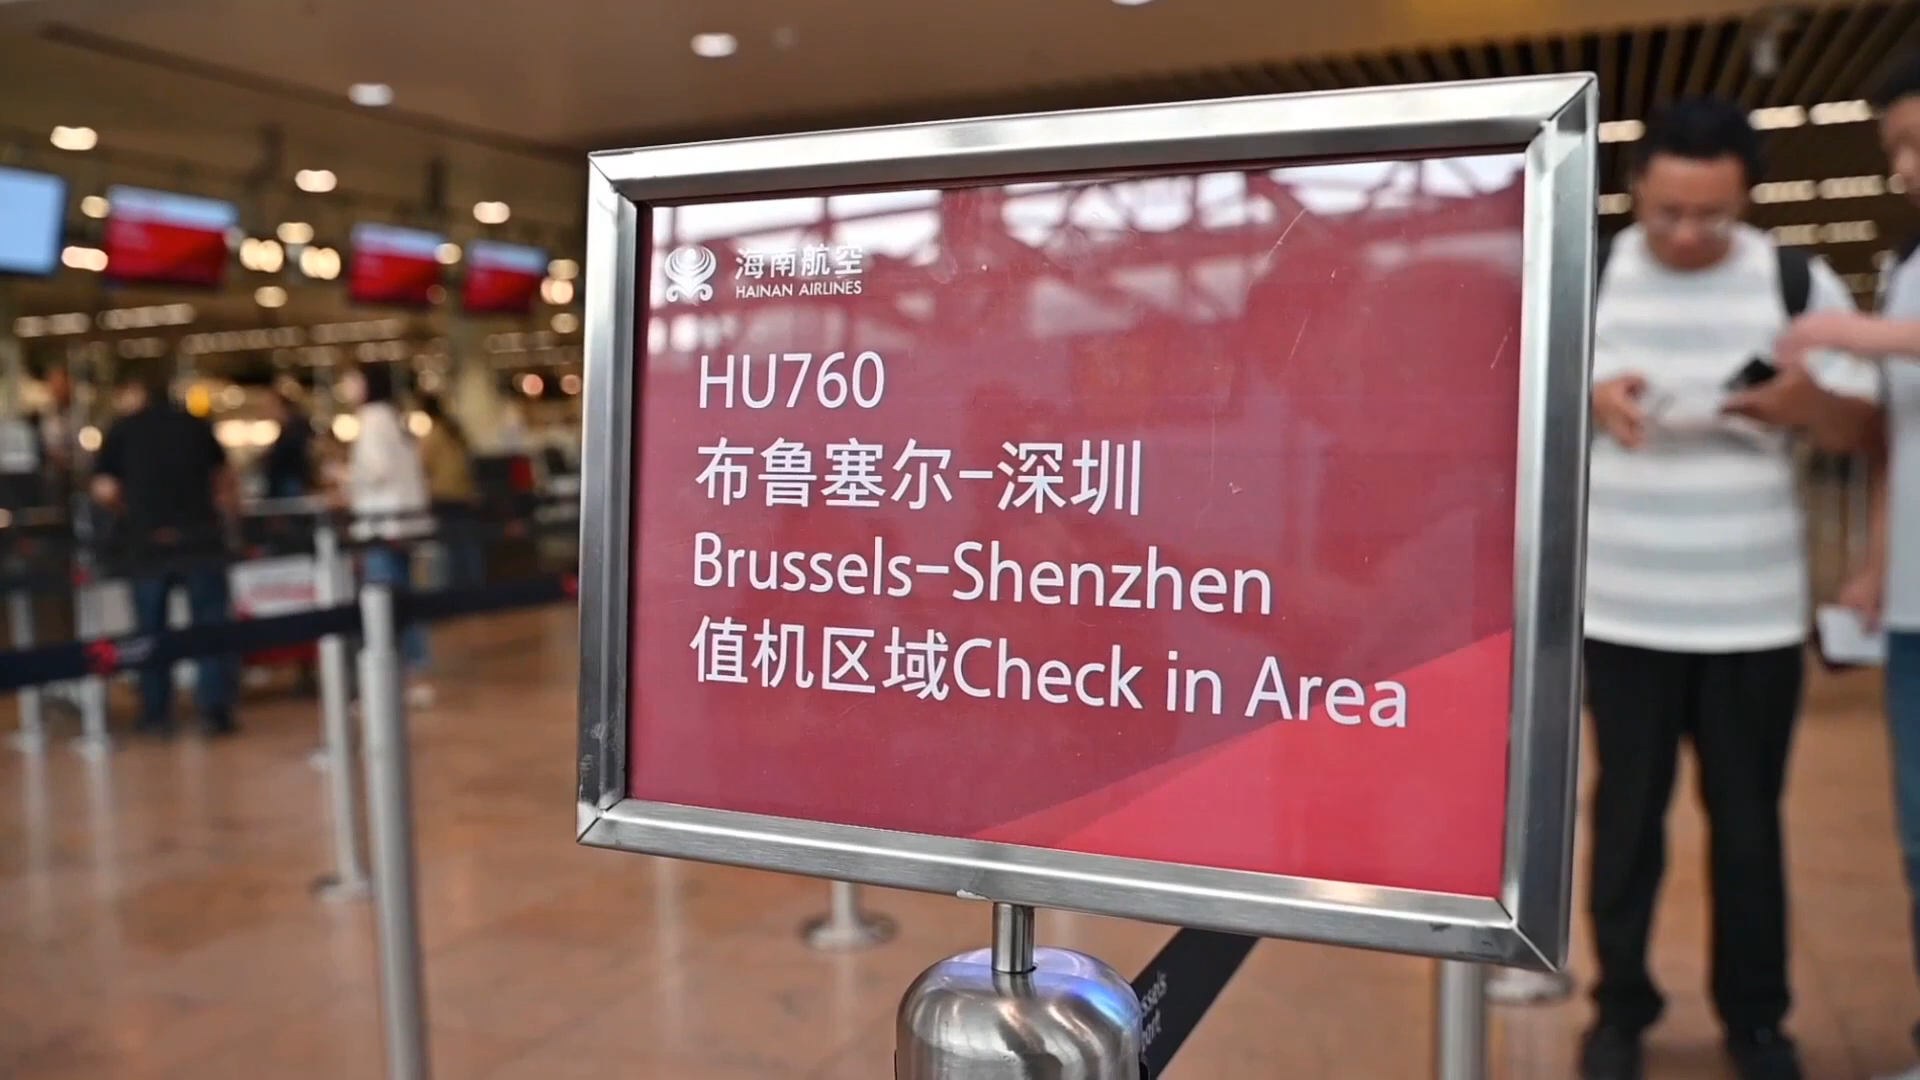 海南航空
HAINAN AIRLINES
HU760
布鲁塞尔-深圳
Brussels-Shenzhen
值机区域Check in Area